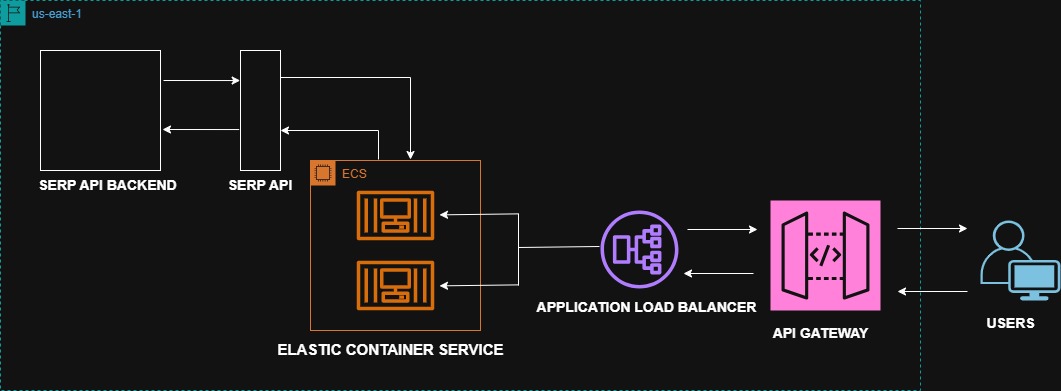 us-east-1
SERP API BACKEND
SERP API
ECS
</>
APPLICATION LOAD BALANCER
API GATEWAY
USERS
ELASTIC CONTAINER SERVICE